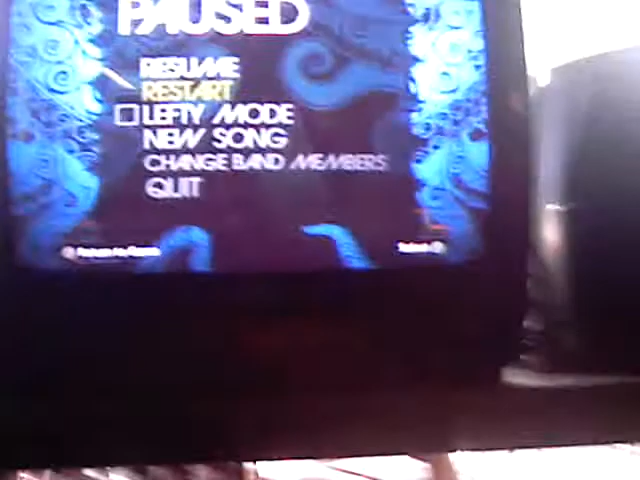 PAUSED
RESUME
RESTART
LEFTY MODE
NEW SONG
CHANGE BAND MEMBERS
QUIT